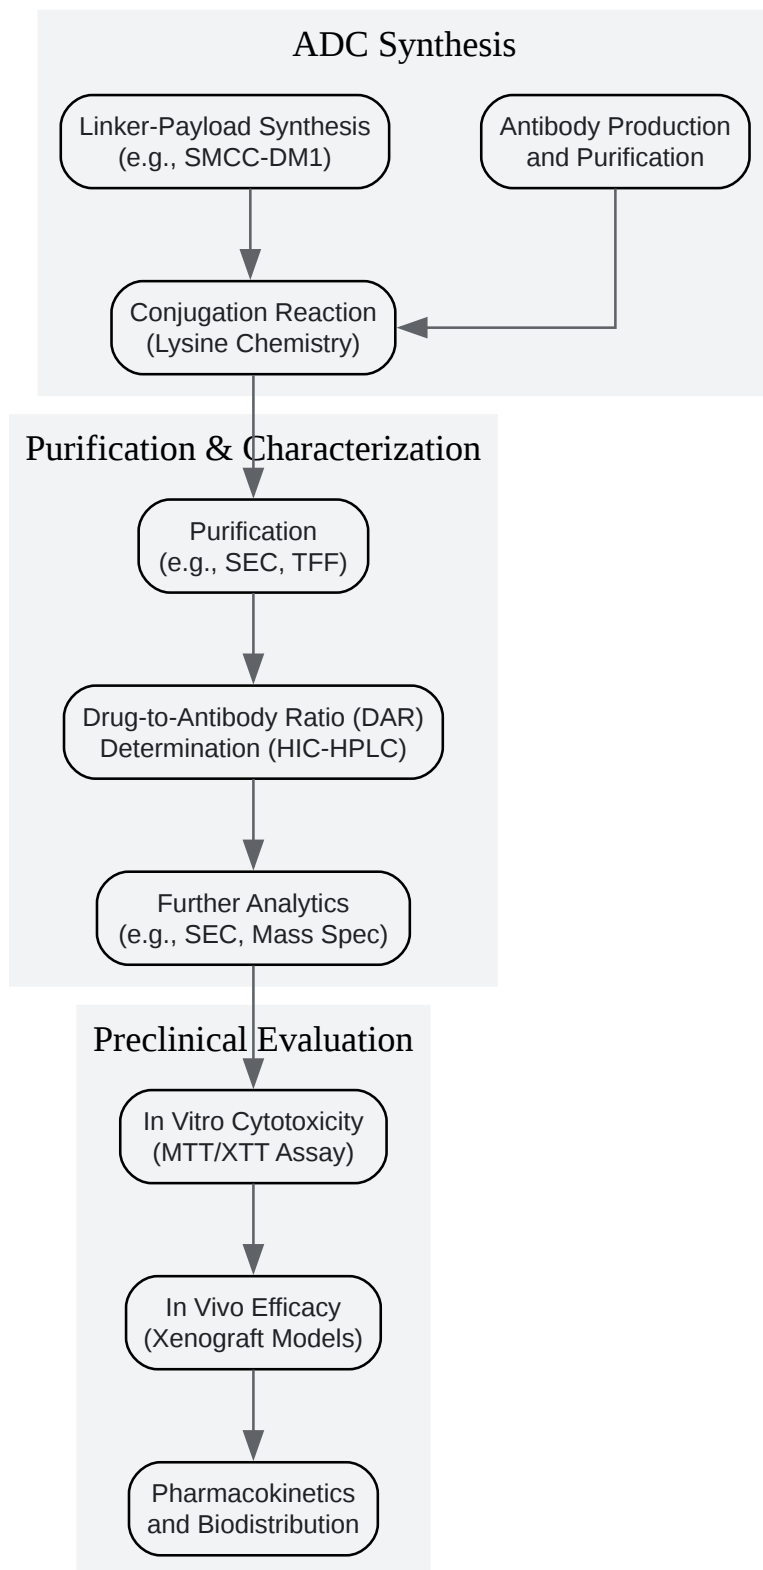 ADC Synthesis
Linker-Payload Synthesis
(e.g., SMCC-DM1)
Antibody Production
and Purification
Conjugation Reaction
(Lysine Chemistry)
Purification & Characterization
Purification
(e.g., SEC, TFF)
Drug-to-Antibody Ratio (DAR)
Determination (HIC-HPLC)
Further Analytics
(e.g., SEC, Mass Spec)
Preclinical Evaluation
In Vitro Cytotoxicity
(MTT/XTT Assay)
In Vivo Efficacy
(Xenograft Models)
Pharmacokinetics
and Biodistribution